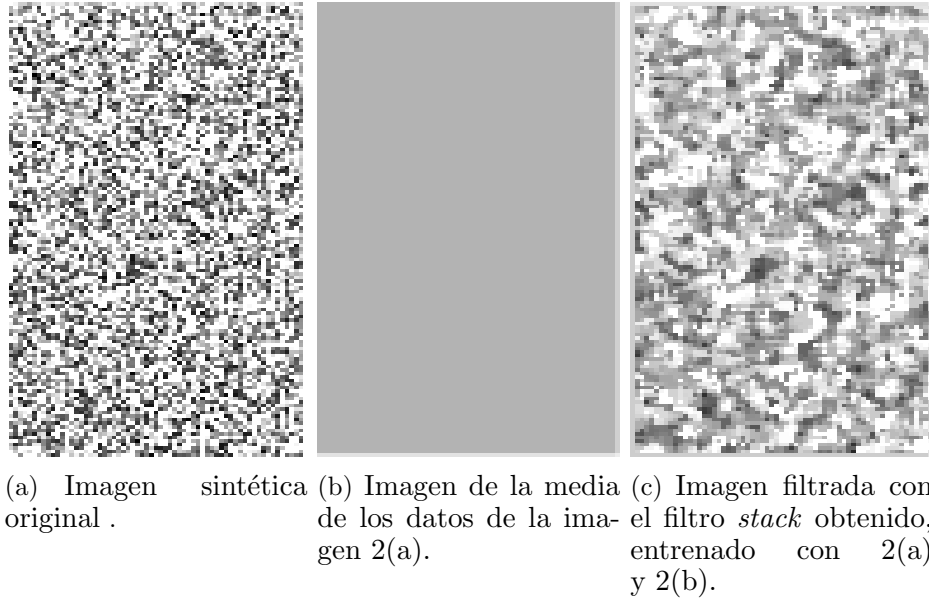 (a) Imagen sintética
original .
(b) Imagen de la media
de los datos de la ima-
gen 2(a).
(c) Imagen filtrada con
el filtro stack obtenido,
entrenado con 2(a)
y 2(b).